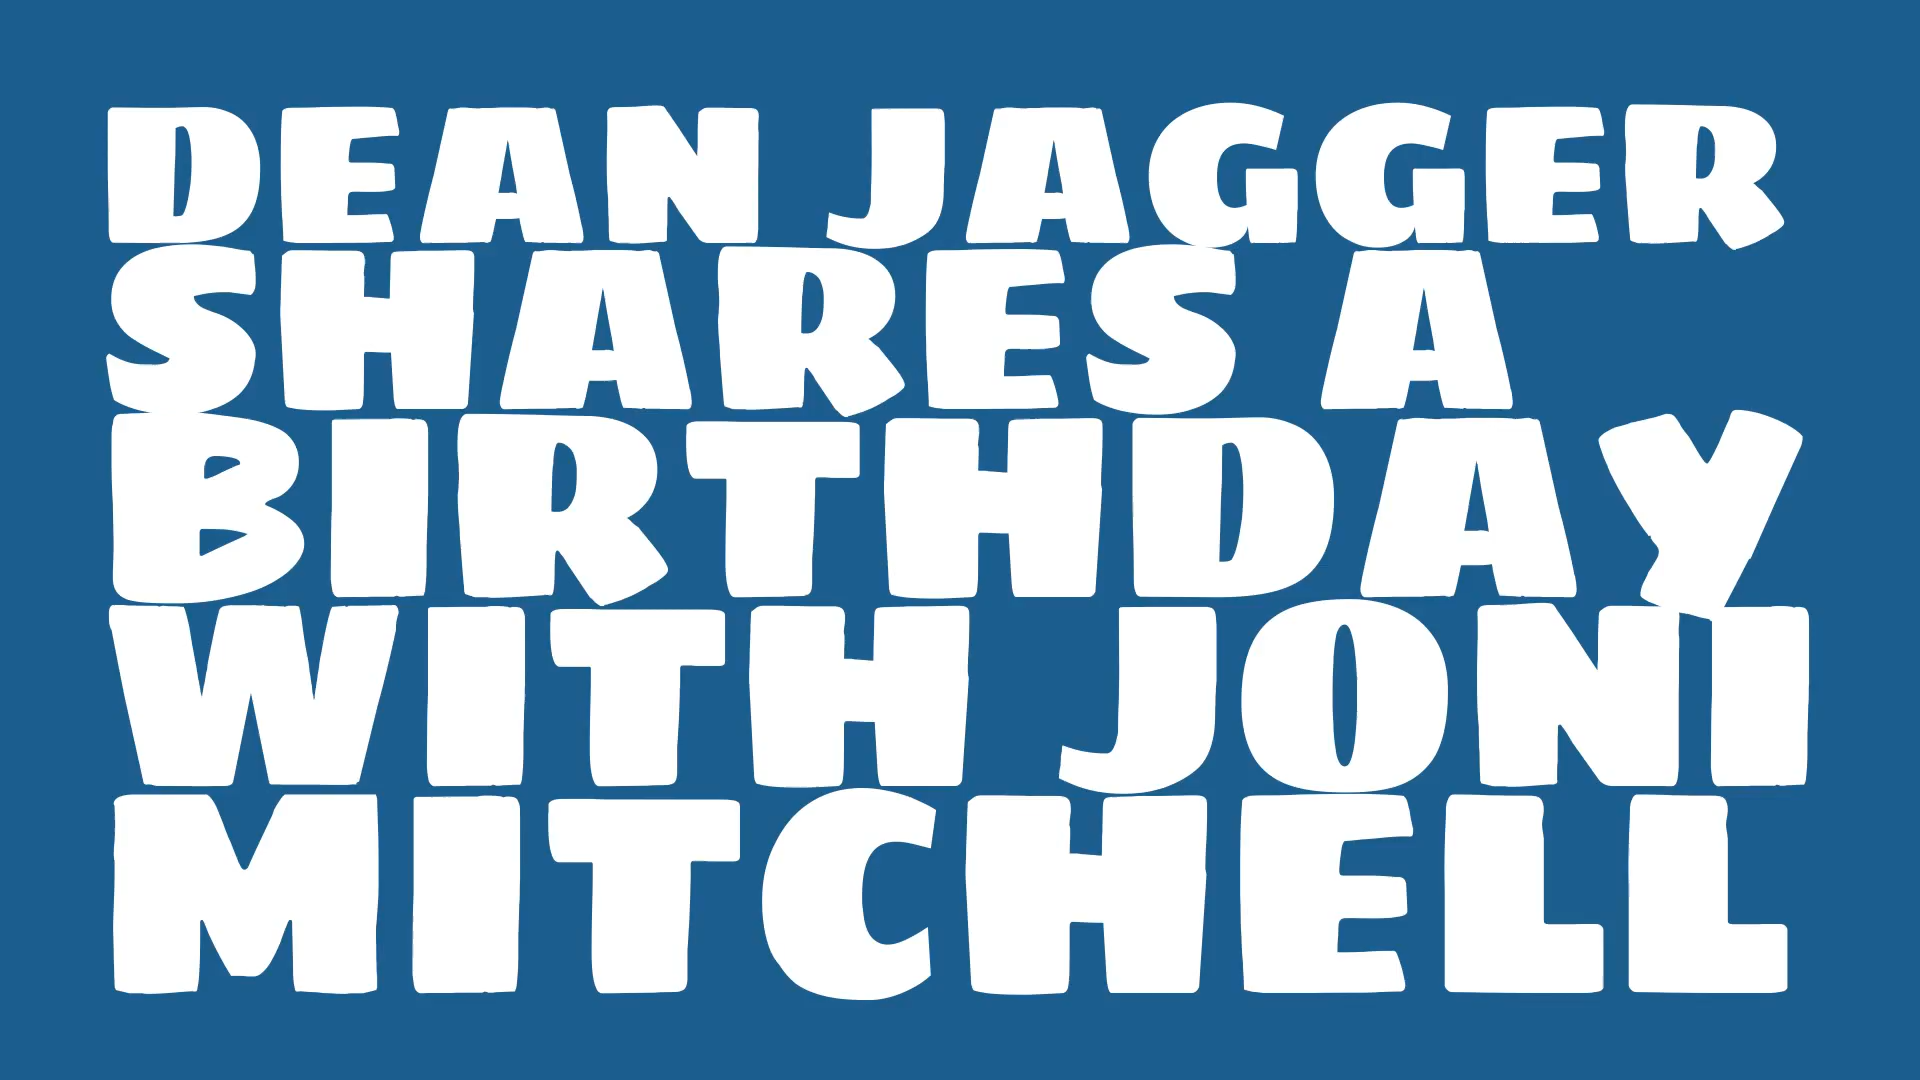 DEAN JAGGER
SHARES A
BIRTHDAY
WITH JONI
MITCHELL